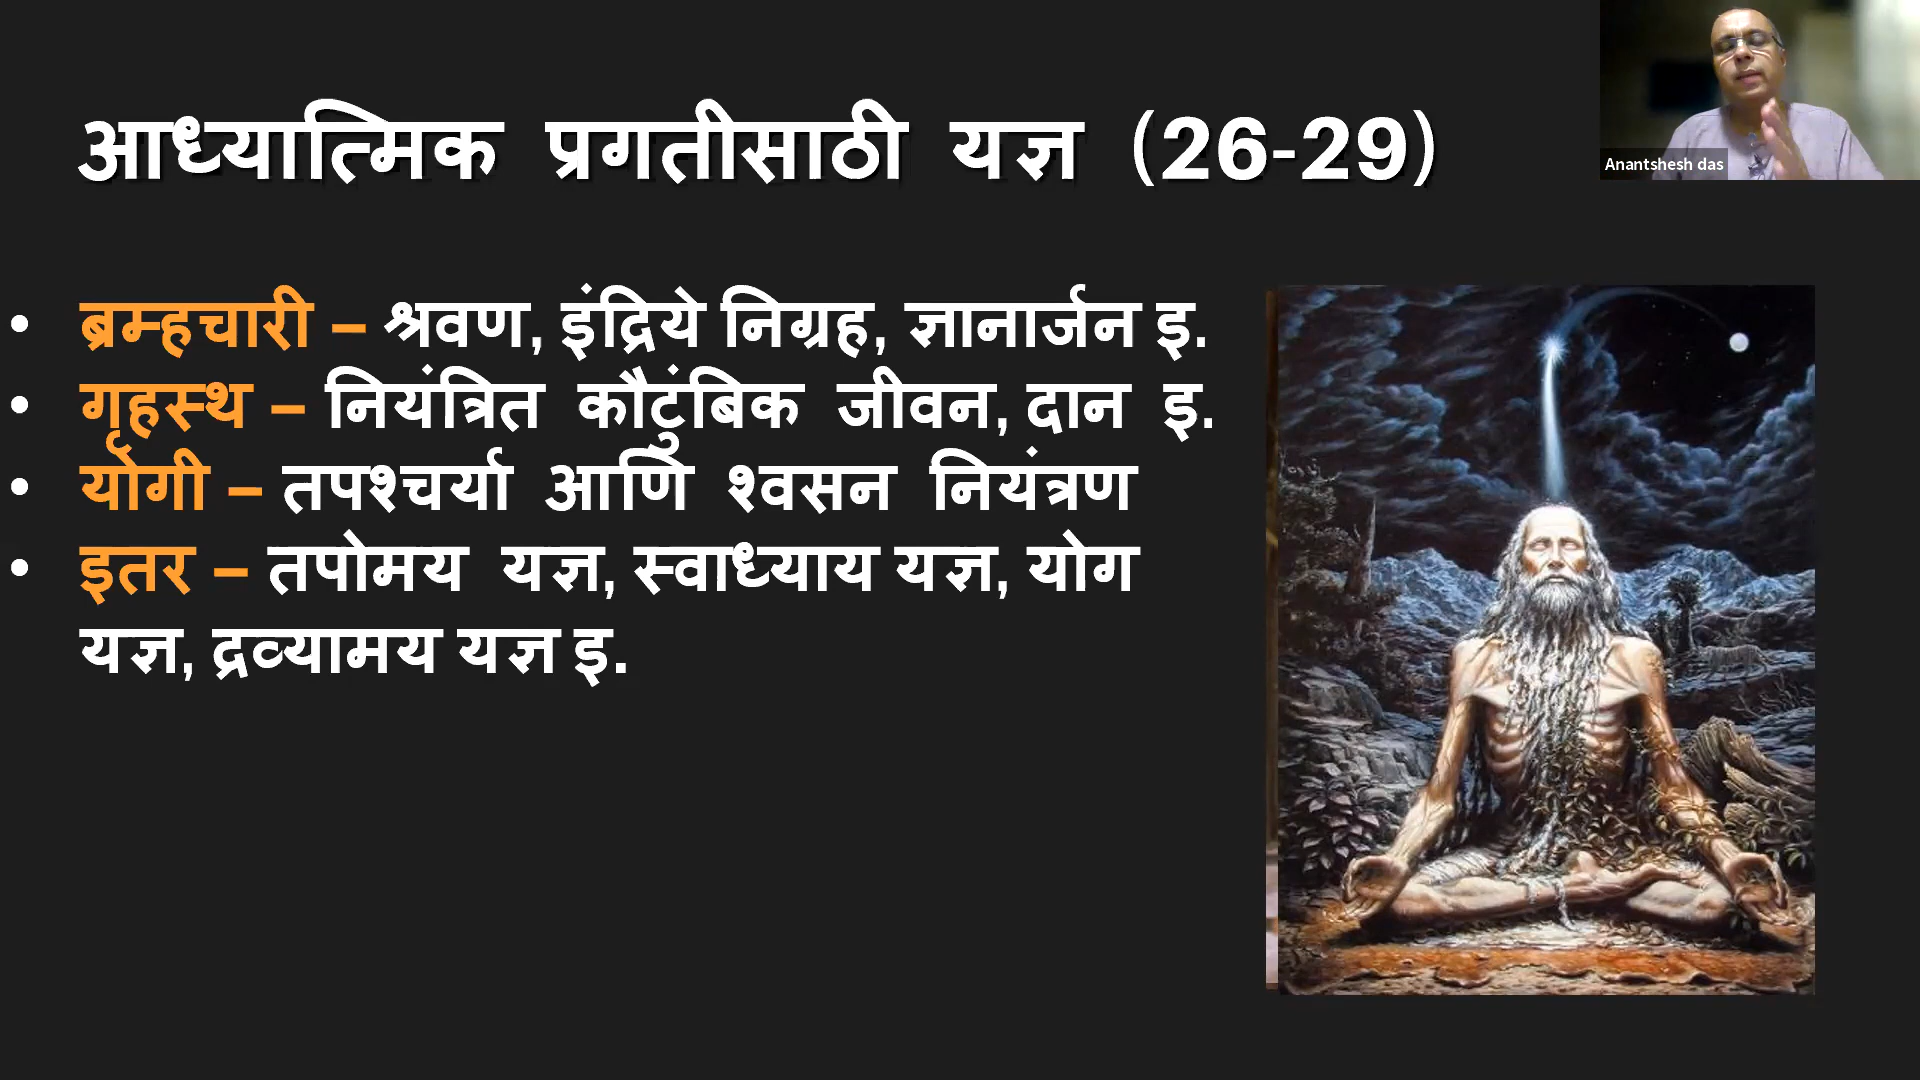 आध्यात्मिक प्रगतीसाठी यज्ञ (26-29)
Anantshesh das
• ब्रम्हचारी – श्रवण, इंद्रिये निग्रह, ज्ञानार्जन इ.
• गृहस्थ – नियंत्रित कौटुंबिक जीवन, दान इ.
• योगी – तपश्चर्या आणि श्वसन नियंत्रण
• इतर – तपोमय यज्ञ, स्वाध्याय यज्ञ, योग
यज्ञ, द्रव्यामय यज्ञ इ.